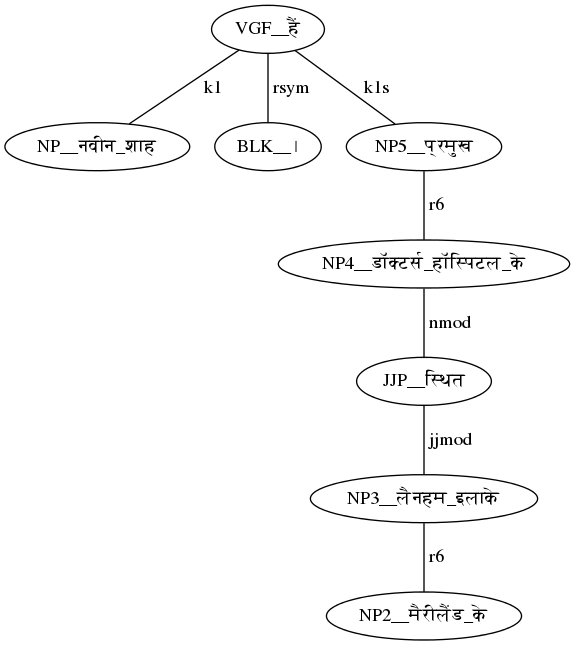 VGF__हैं
k1 rsym k1s
NP__नवीन_शाह BLK__। NP5__प्रमुख
r6
NP4__डॉक्टर्स_हॉस्पिटल_के
nmod
JJP__स्थित
jjmod
NP3__लैनहम_इलाके
r6
NP2__मैरीलैंड_के